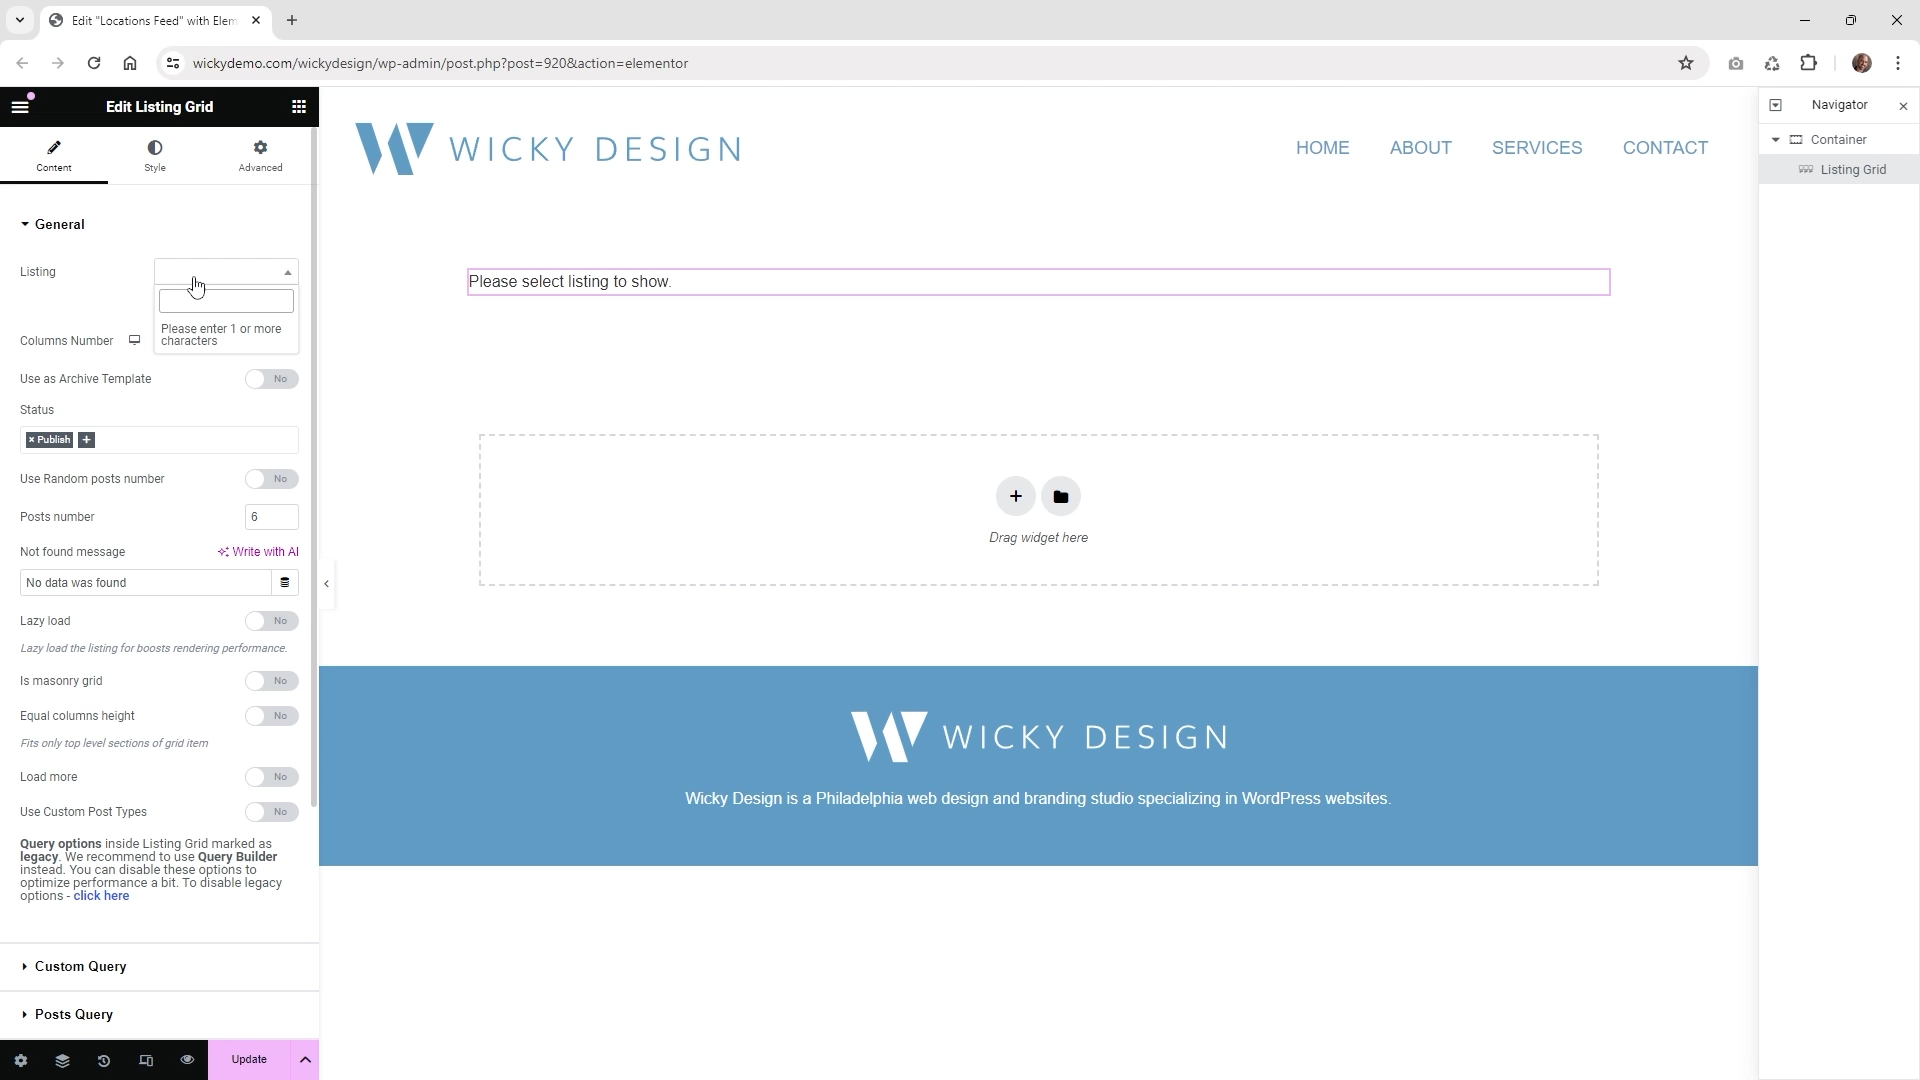 Edit "Locations Feed" with Elem
wickydemo.com/wickydesign/wp-admin/post.php?post=920&action=elementor
Edit Listing Grid
Content
Style
Advanced
General
Listing
Please enter 1 or more
characters
Columns Number
Use as Archive Template
No
Status
× Publish
+
Use Random posts number
No
Posts number
6
Not found message
Write with AI
No data was found
Lazy load
No
Lazy load the listing for boosts rendering performance.
Is masonry grid
No
Equal columns height
No
Fits only top level sections of grid item
Load more
No
Use Custom Post Types
No
Query options inside Listing Grid marked as
legacy. We recommend to use Query Builder
instead. You can disable these options to
optimize performance a bit. To disable legacy
options - click here
Custom Query
Posts Query
Update
WICKY DESIGN
HOME
ABOUT
SERVICES
CONTACT
Please select listing to show.
Drag widget here
WICKY DESIGN
Wicky Design is a Philadelphia web design and branding studio specializing in WordPress websites.
Navigator
Container
Listing Grid